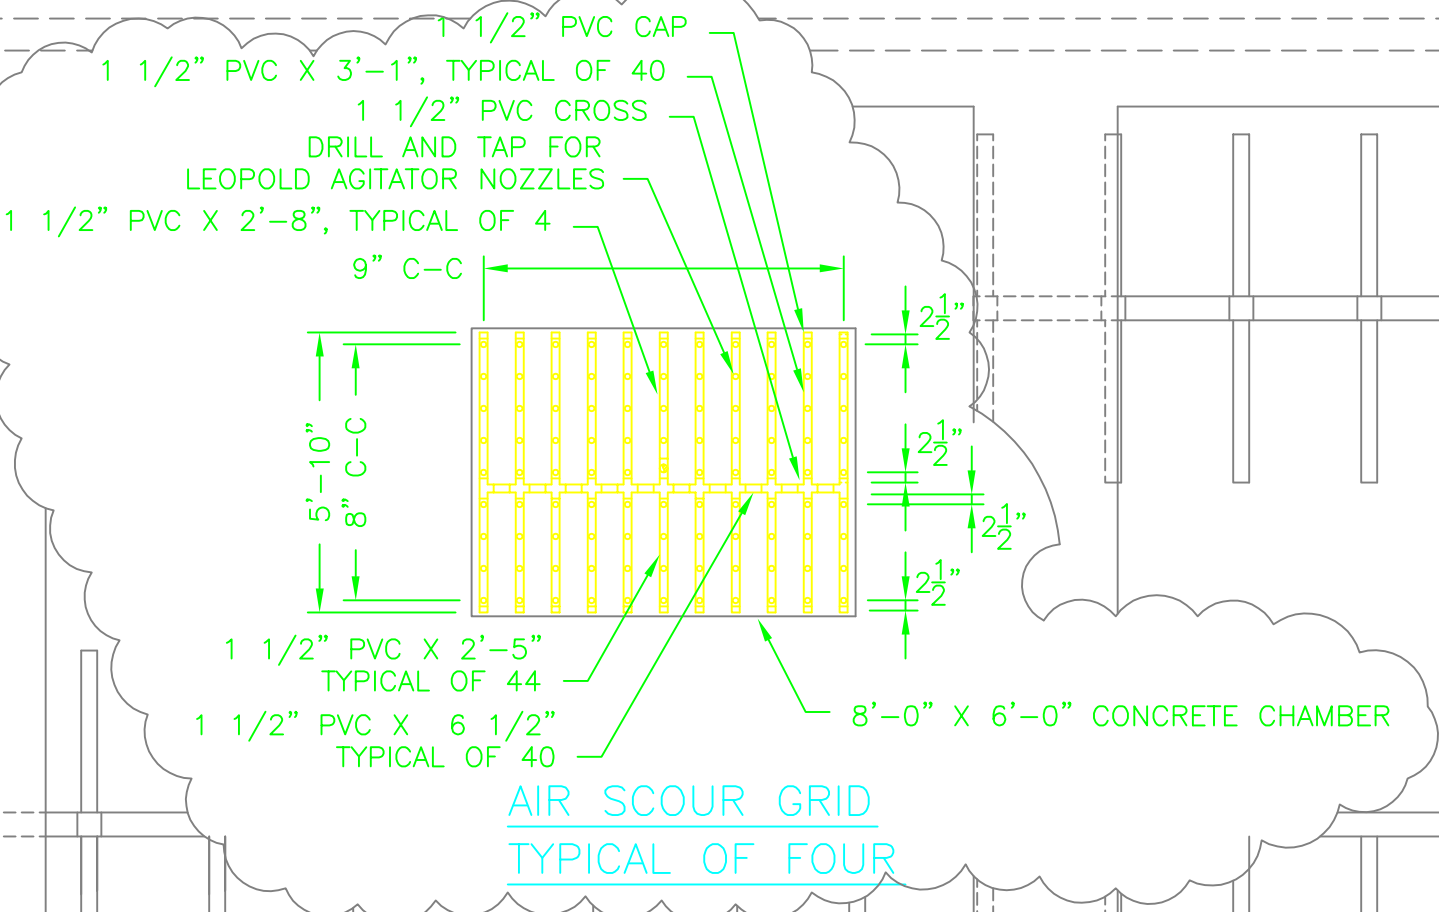 1 1/2" PVC CAP
1 1/2" PVC X 3'-1", TYPICAL OF 40
1 1/2" PVC CROSS
DRILL AND TAP FOR
LEOPOLD AGITATOR NOZZLES
1 1/2" PVC X 2'-8", TYPICAL OF 4
9" C-C
2 1/2"
5'-10"
8" C-C
2 1/2"
2 1/2"
2 1/2"
1 1/2" PVC X 2'-5"
TYPICAL OF 44
1 1/2" PVC X 6 1/2"
TYPICAL OF 40
8'-0" X 6'-0" CONCRETE CHAMBER
AIR SCOUR GRID
TYPICAL OF FOUR